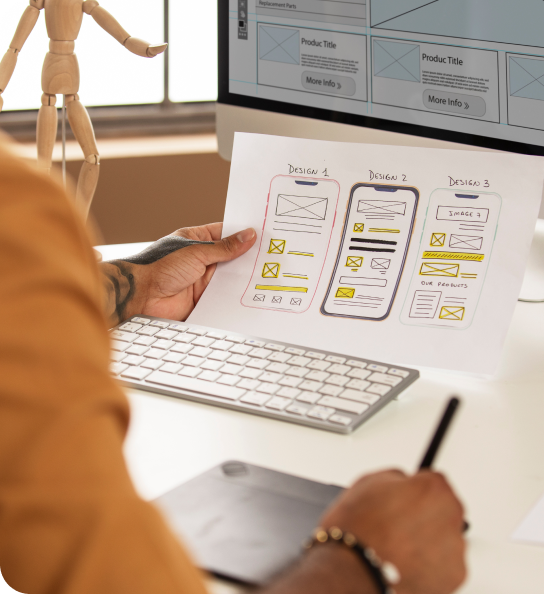 Replacement Parts
Produc Title
More Info »
Produc Title
More Info »
DESIGN 1
DESIGN 2
DESIGN 3
IMAGE 7
OUR PRODUCTS